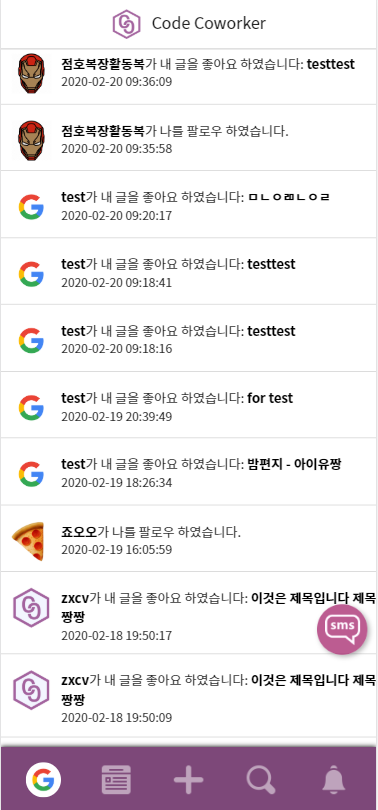 Code Coworker
점호복장활동복가 내 글을 좋아요 하였습니다: testtest
2020-02-20 09:36:09
점호복장활동복가 나를 팔로우 하였습니다.
2020-02-20 09:35:58
test가 내 글을 좋아요 하였습니다:
2020-02-20 09:20:17
test가 내 글을 좋아요 하였습니다: testtest
2020-02-20 09:18:41
test가 내 글을 좋아요 하였습니다: testtest
2020-02-20 09:18:16
test가 내 글을 좋아요 하였습니다: for test
2020-02-19 20:39:49
test가 내 글을 좋아요 하였습니다: 밤편지 - 아이유짱
2020-02-19 18:26:34
죠오오가 나를 팔로우 하였습니다.
2020-02-19 16:05:59
zxcv가 내 글을 좋아요 하였습니다: 이것은 제목입니다 제목
짱짱
2020-02-18 19:50:17
sms
zxcv가 내 글을 좋아요 하였습니다: 이것은 제목입니다 제목
짱짱
2020-02-18 19:50:09